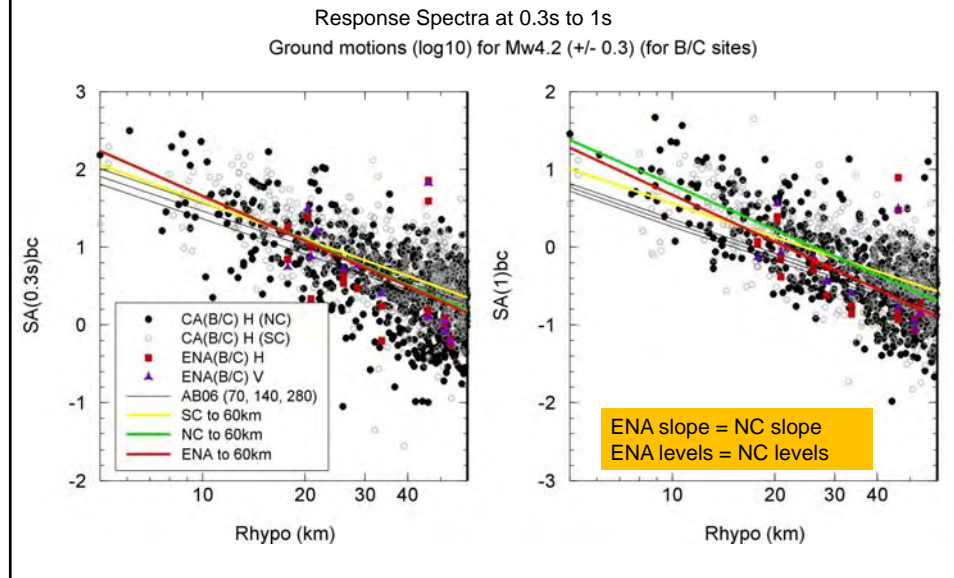 Response Spectra at 0.3s to 1s
Ground motions (log10) for Mw4.2 (+/- 0.3) (for B/C sites)
3
2
1
0
-1
-2
SA(0.3s)bc
10
20
30
40
Rhypo (km)
CA(B/C) H (NC)
CA(B/C) H (SC)
ENA(B/C) H
ENA(B/C) V
AB06 (70, 140, 280)
SC to 60km
NC to 60km
ENA to 60km
2
1
0
-1
-2
-3
SA(1)bc
10
20
30
40
Rhypo (km)
ENA slope = NC slope
ENA levels = NC levels